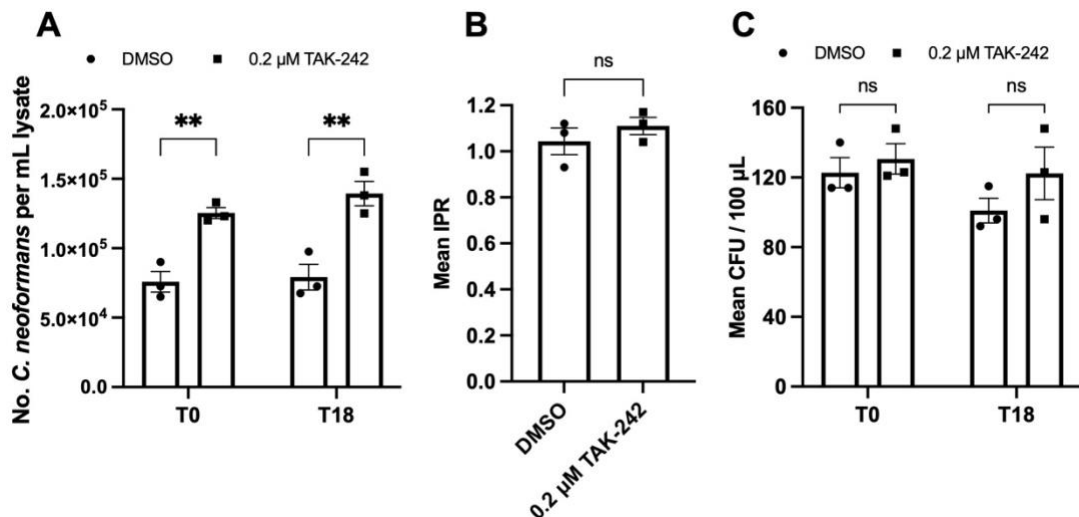 A
● DMSO ■ 0.2 µM TAK-242
No. C. neoformans per mL lysate
2.0×10⁵
1.5×10⁵
1.0×10⁵
5.0×10⁴
0.0
**
**
T0
T18
B
ns
Mean IPR
1.2
1.0
0.8
0.6
0.4
0.2
0.0
DMSO
0.2 µM TAK-242
C
● DMSO ■ 0.2 µM TAK-242
ns
ns
Mean CFU / 100 µL
160
120
80
40
0
T0
T18